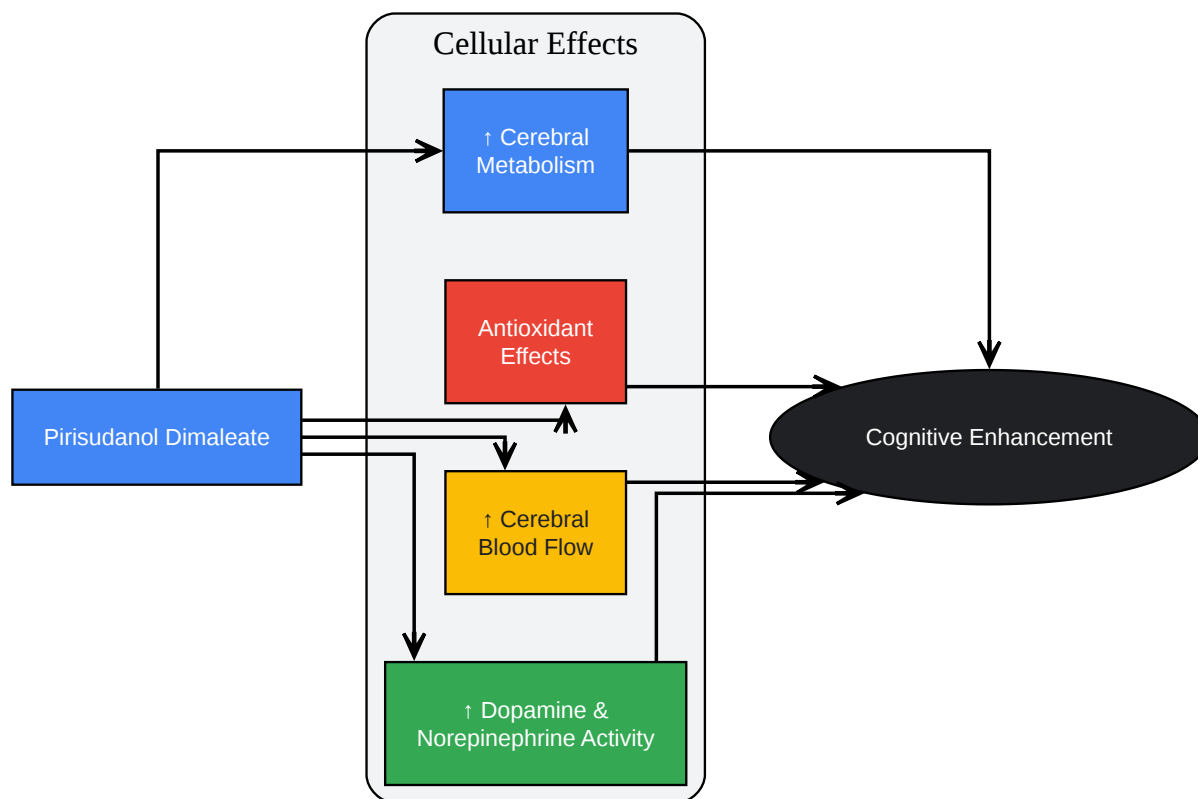 Cellular Effects
↑ Cerebral
Metabolism
Antioxidant
Effects
Pirisudanol Dimaleate
Cognitive Enhancement
↑ Cerebral
Blood Flow
↑ Dopamine &
Norepinephrine Activity